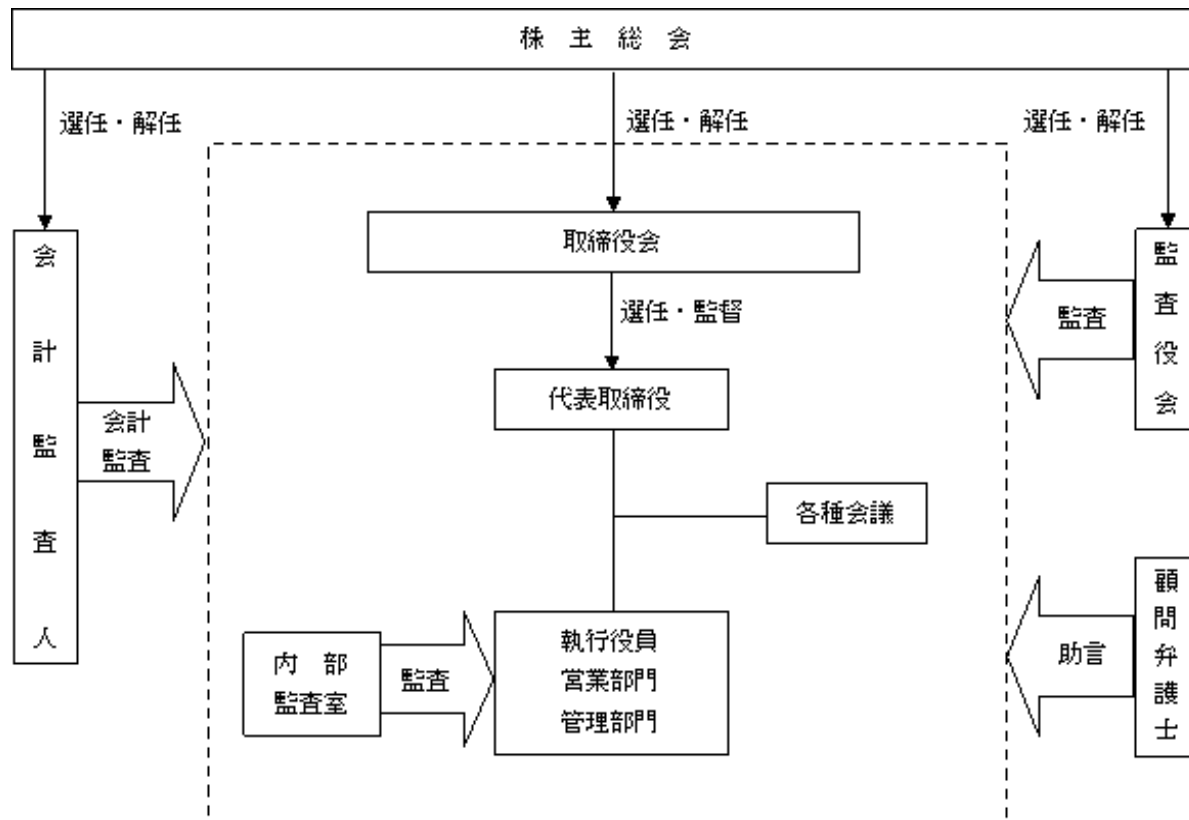 株主総会
選任・解任
選任・解任
選任・解任
取締役会
選任・監督
代表取締役
各種会議
執行役員
営業部門
管理部門
内部
監査室
監査
会計監査人
会計
監査
監査役会
監査
顧問弁護士
助言